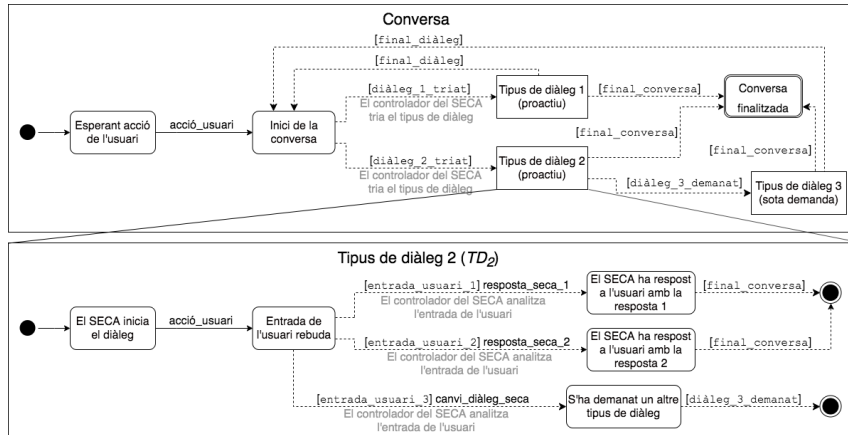 Conversa
[final_diàleg]
[final_diàleg]
[diàleg_1_triat]
El controlador del SECA
tria el tipus de diàleg
Tipus de diàleg 1
(proactiu)
[final_conversa]
Conversa
finalitzada
Esperant acció
de l'usuari
acció_usuari
Inici de la
conversa
[final_conversa]
[diàleg_2_triat]
El controlador del SECA
tria el tipus de diàleg
Tipus de diàleg 2
(proactiu)
[final_conversa]
[diàleg_3_demanat]
Tipus de diàleg 3
(sota demanda)
Tipus de diàleg 2 (TD2)
El SECA inicia
el diàleg
acció_usuari
Entrada de
l'usuari rebuda
[entrada_usuari_1] resposta_seca_1
El controlador del SECA analitza
l'entrada de l'usuari
El SECA ha respost
a l'usuari amb la
resposta 1
[final_conversa]
[entrada_usuari_2] resposta_seca_2
El controlador del SECA analitza
l'entrada de l'usuari
El SECA ha respost
a l'usuari amb la
resposta 2
[final_conversa]
[entrada_usuari_3] canvi_diàleg_seca
El controlador del SECA analitza
l'entrada de l'usuari
S'ha demanat un altre
tipus de diàleg
[diàleg_3_demanat]